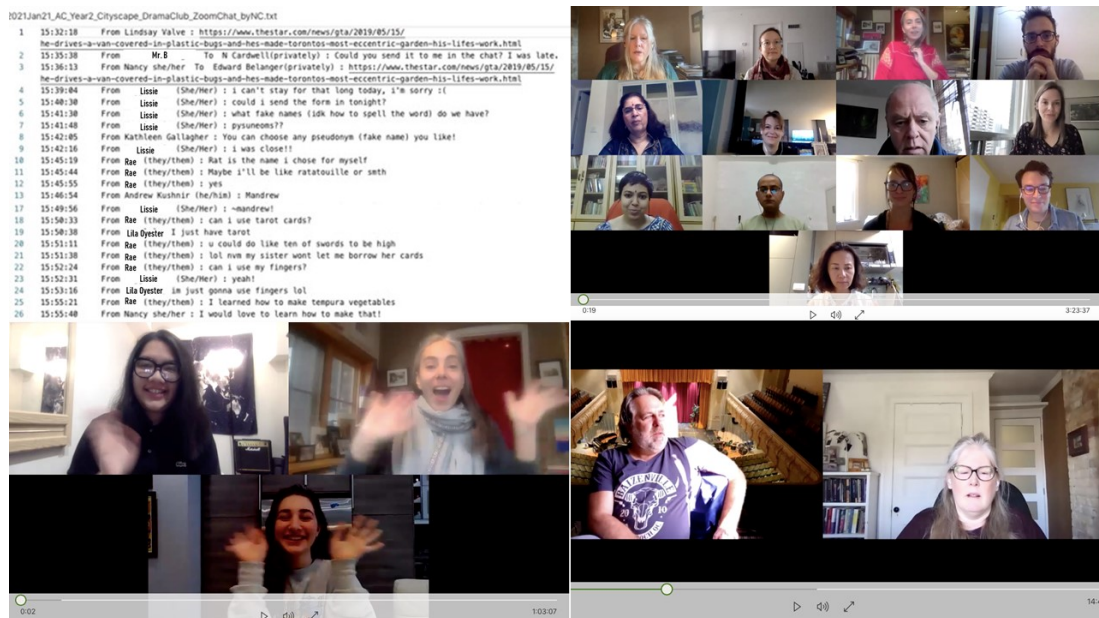 2021Jan21_AC_Year2_Cityscape_DramaClub_ZoomChat_byNC.txt
1 15:32:18 From Lindsay Valve : https://www.thestar.com/news/gta/2019/05/15/
he-drives-a-van-covered-in-plastic-bugs-and-hes-made-torontos-most-eccentric-garden-his-lifes-work.html
2 15:35:38 From Mr.B To N Cardwell(privately) : Could you send it to me in the chat? I was late.
3 15:36:13 From Nancy she/her To Edward Belanger(privately) : https://www.thestar.com/news/gta/2019/05/15/
he-drives-a-van-covered-in-plastic-bugs-and-hes-made-torontos-most-eccentric-garden-his-lifes-work.html
4 15:39:04 From Lissie (She/Her) : i can't stay for that long today, i'm sorry :(
5 15:40:30 From Lissie (She/Her) : could i send the form in tonight?
6 15:41:30 From Lissie (She/Her) : what fake names (idk how to spell the word) do we have?
7 15:41:48 From Lissie (She/Her) : pysuneoms??
8 15:42:05 From Kathleen Gallagher : You can choose any pseudonym (fake name) you like!
9 15:42:16 From Lissie (She/Her) : i was close!!
10 15:45:19 From Rae (they/them) : Rat is the name i chose for myself
11 15:45:44 From Rae (they/them) : Maybe i'll be like ratatouille or smth
12 15:45:55 From Rae (they/them) : yes
13 15:46:54 From Andrew Kushnir (he/him) : Mandrew
17 15:49:56 From Lissie (She/Her) : ~mandrew!
18 15:50:33 From Rae (they/them) : can i use tarot cards?
19 15:50:38 From Lila Oyester : I just have tarot
20 15:51:11 From Rae (they/them) : u could do like ten of swords to be high
21 15:51:38 From Rae (they/them) : lol nvm my sister wont let me borrow her cards
22 15:52:24 From Rae (they/them) : can i use my fingers?
23 15:52:31 From Lissie (She/Her) : yeah!
24 15:53:16 From Lila Oyester im just gonna use fingers lol
25 15:55:21 From Rae (they/them) : I learned how to make tempura vegetables
26 15:55:40 From Nancy she/her : I would love to learn how to make that!
0:19 3:23:37
20 10
0:02 1:03:07